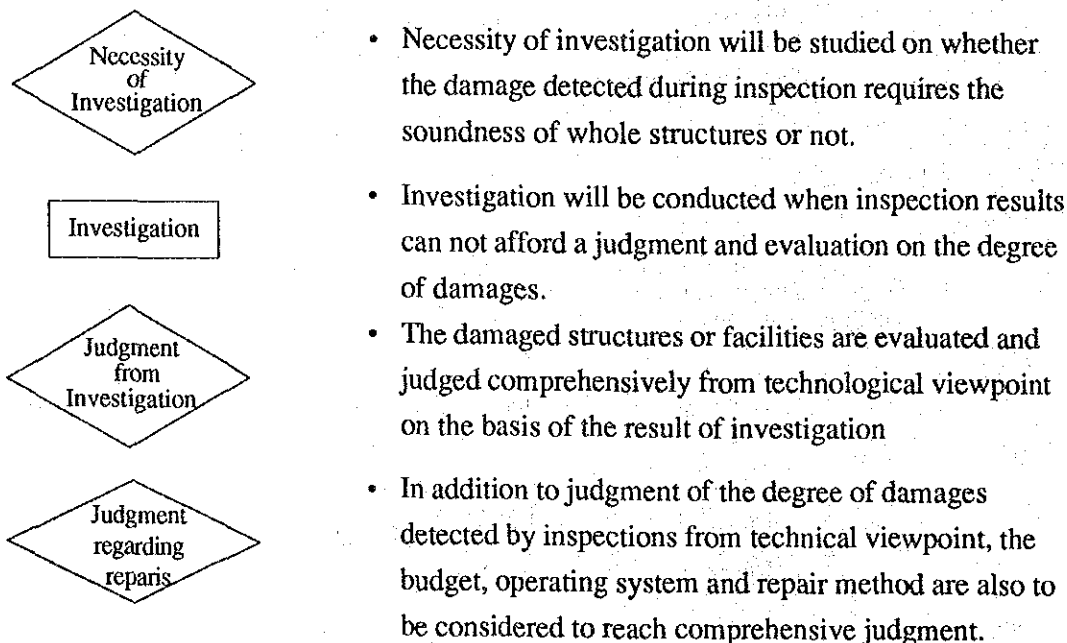 Necessity
of
Investigation
• Necessity of investigation will be studied on whether
the damage detected during inspection requires the
soundness of whole structures or not.
Investigation
• Investigation will be conducted when inspection results
can not afford a judgment and evaluation on the degree
of damages.
Judgment
from
Investigation
• The damaged structures or facilities are evaluated and
judged comprehensively from technological viewpoint
on the basis of the result of investigation
Judgment
regarding
reparis
• In addition to judgment of the degree of damages
detected by inspections from technical viewpoint, the
budget, operating system and repair method are also to
be considered to reach comprehensive judgment.